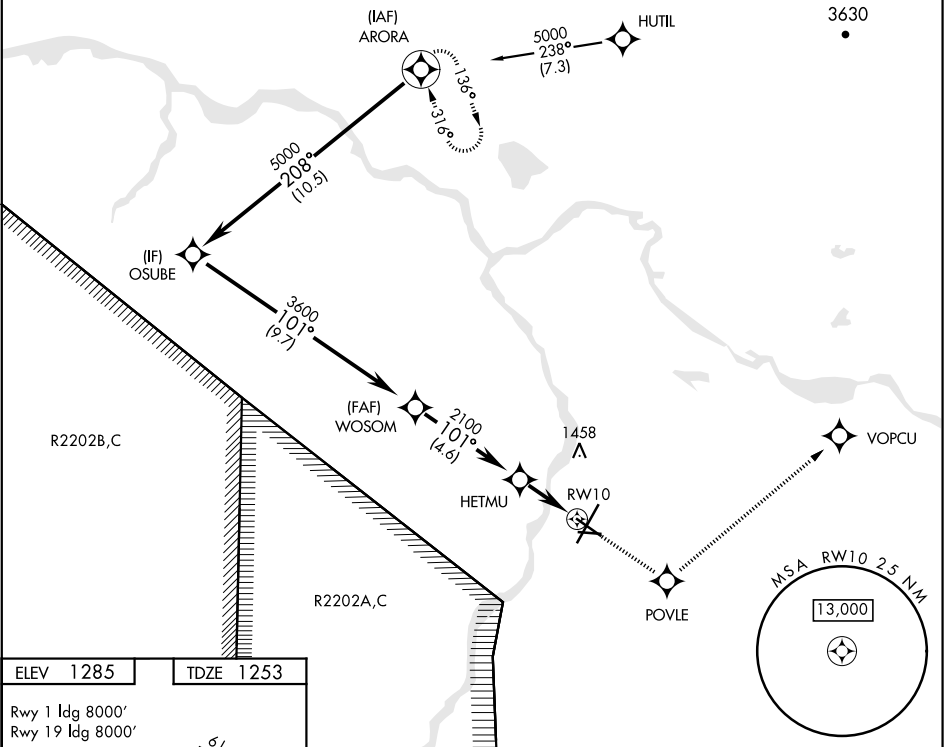 (IAF)
ARORA
HUTIL
3630
5000
238°
(7.3)
136°
316°
5000
208°
(10.5)
(IF)
OSUBE
3600
101°
(9.7)
(FAF)
WOSOM
2100
101°
(4.6)
1458
VOPCU
R2202B,C
HETMU
RW10
MSA RW10 25 NM
13,000
R2202A,C
POVLE
ELEV 1285
TDZE 1253
Rwy 1 ldg 8000'
Rwy 19 ldg 8000'